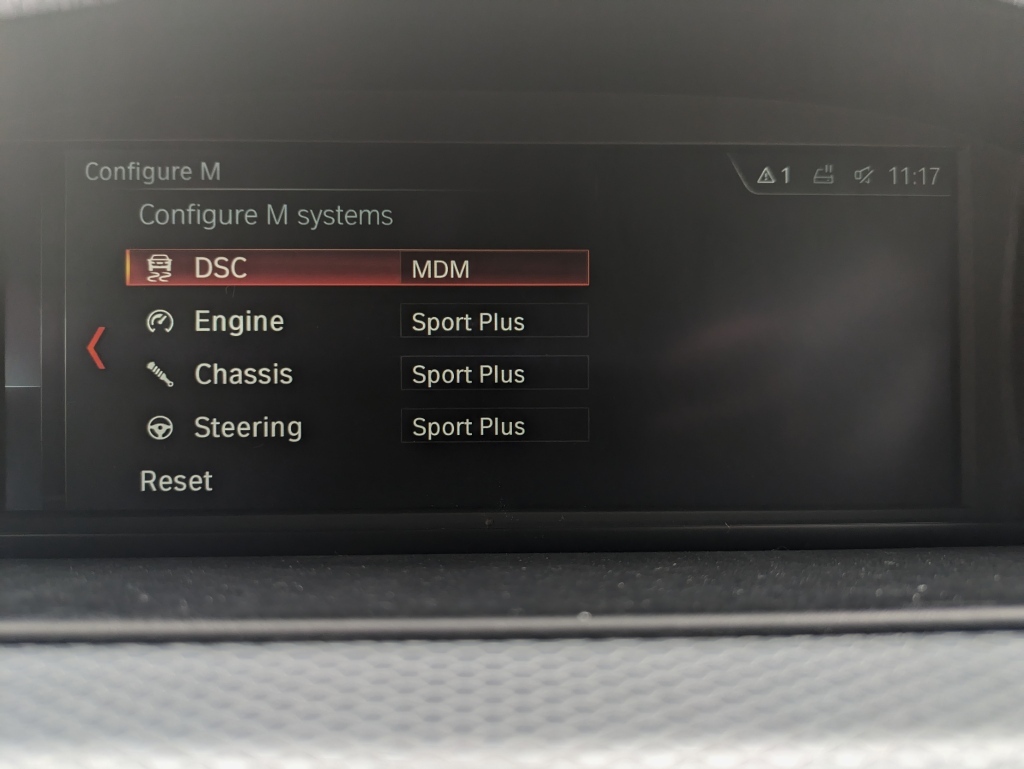 Configure M
1 11:17
Configure M systems
DSC MDM
Engine Sport Plus
Chassis Sport Plus
Steering Sport Plus
Reset